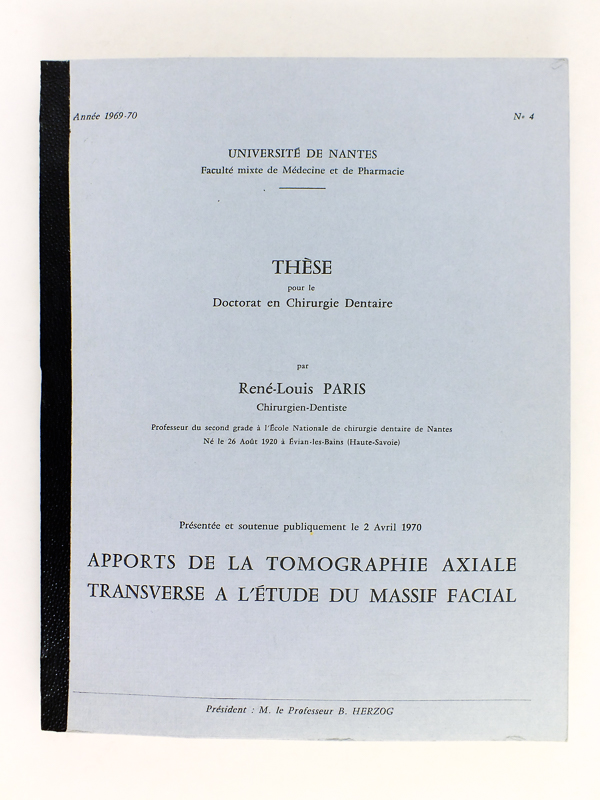 Année 1969-70
N° 4
UNIVERSITÉ DE NANTES
Faculté mixte de Médecine et de Pharmacie
THÈSE
pour le
Doctorat en Chirurgie Dentaire
par
René-Louis PARIS
Chirurgien-Dentiste
Professeur du second grade à l'École Nationale de chirurgie dentaire de Nantes
Né le 26 Août 1920 à Évian-les-Bains (Haute-Savoie)
Présentée et soutenue publiquement le 2 Avril 1970
APPORTS DE LA TOMOGRAPHIE AXIALE
TRANSVERSE A L'ÉTUDE DU MASSIF FACIAL
Président : M. le Professeur B. HERZOG